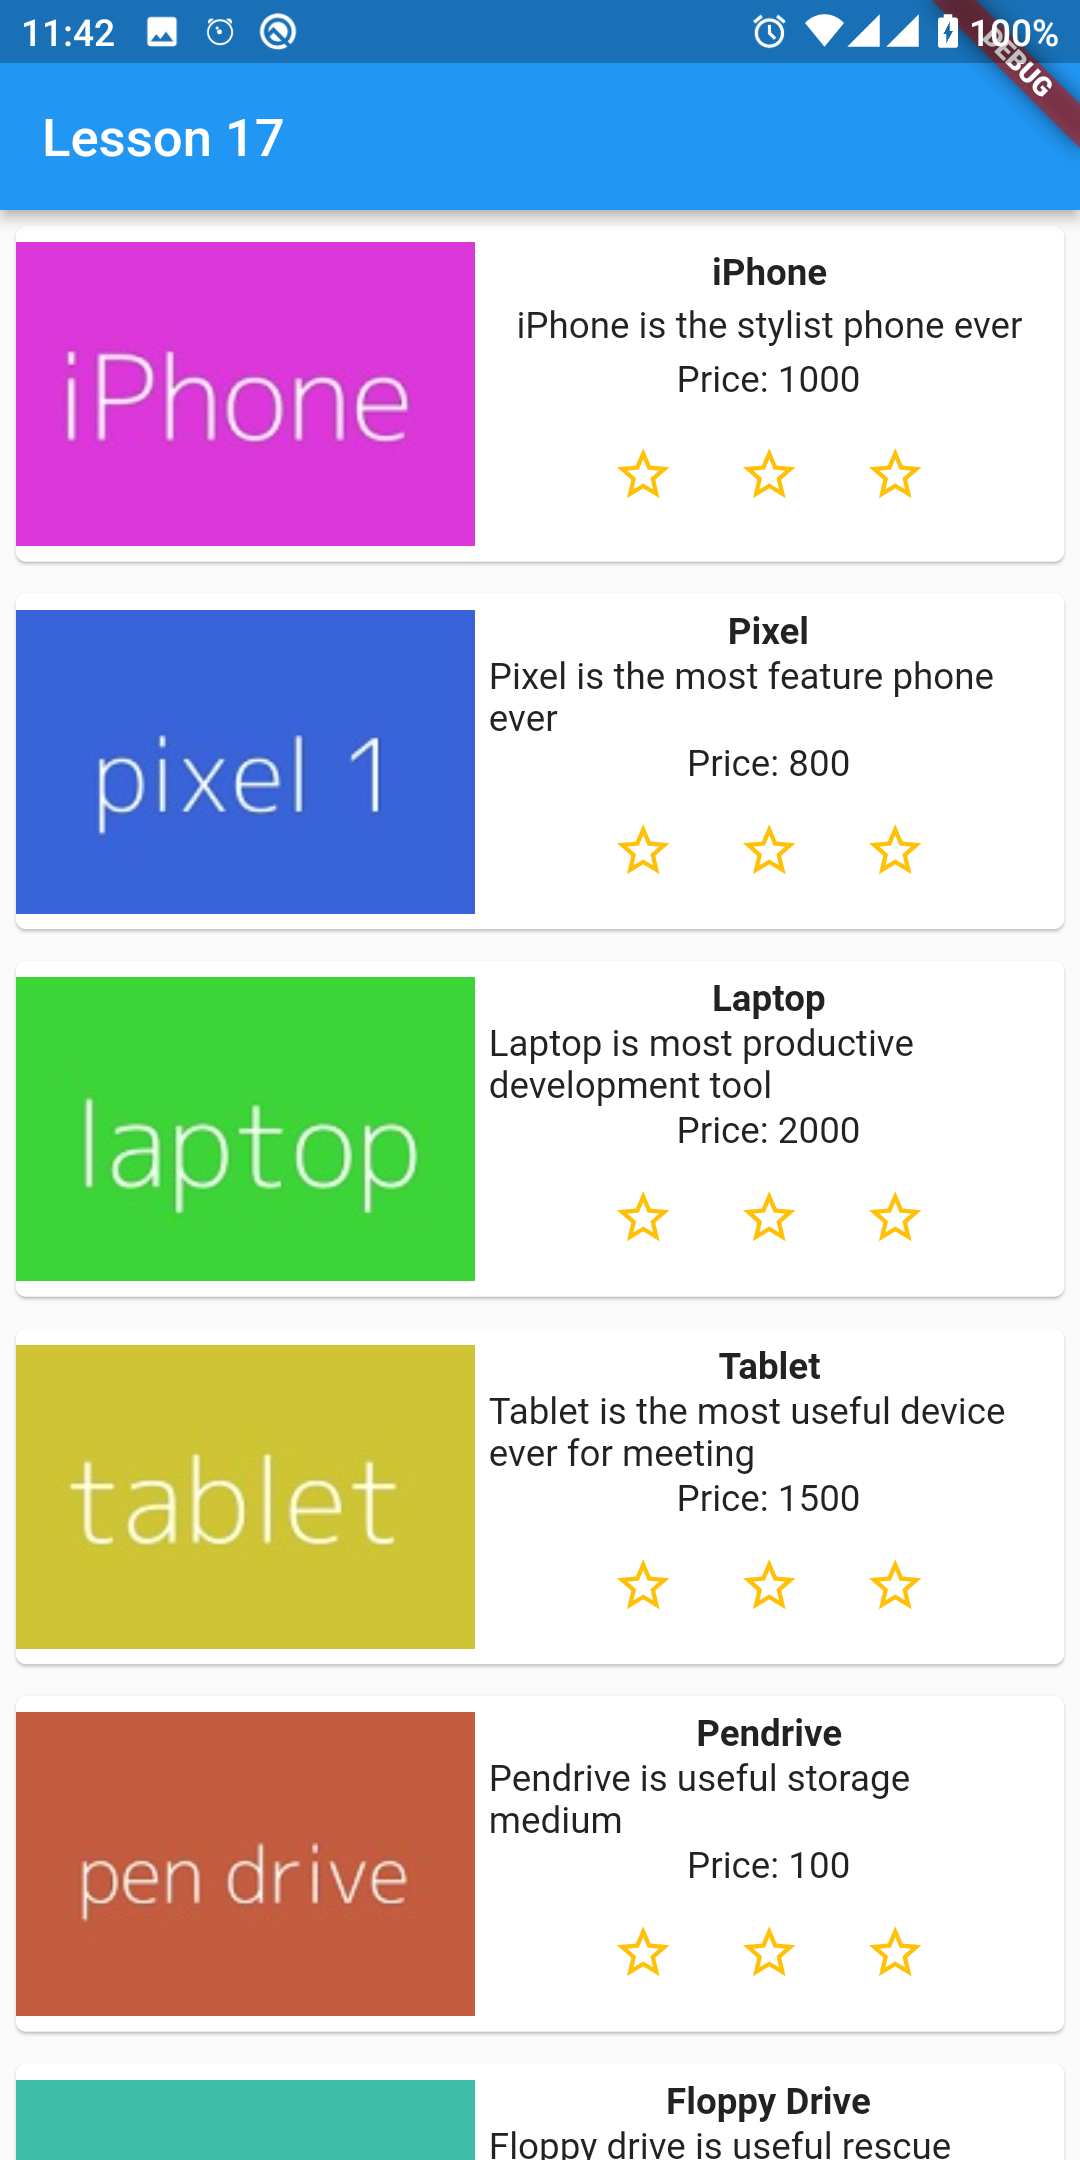 11:42
100%
DEBUG
Lesson 17
iPhone
iPhone
iPhone is the stylist phone ever
Price: 1000
pixel 1
Pixel
Pixel is the most feature phone
ever
Price: 800
laptop
Laptop
Laptop is most productive
development tool
Price: 2000
tablet
Tablet
Tablet is the most useful device
ever for meeting
Price: 1500
pen drive
Pendrive
Pendrive is useful storage
medium
Price: 100
Floppy Drive
Floppy drive is useful rescue